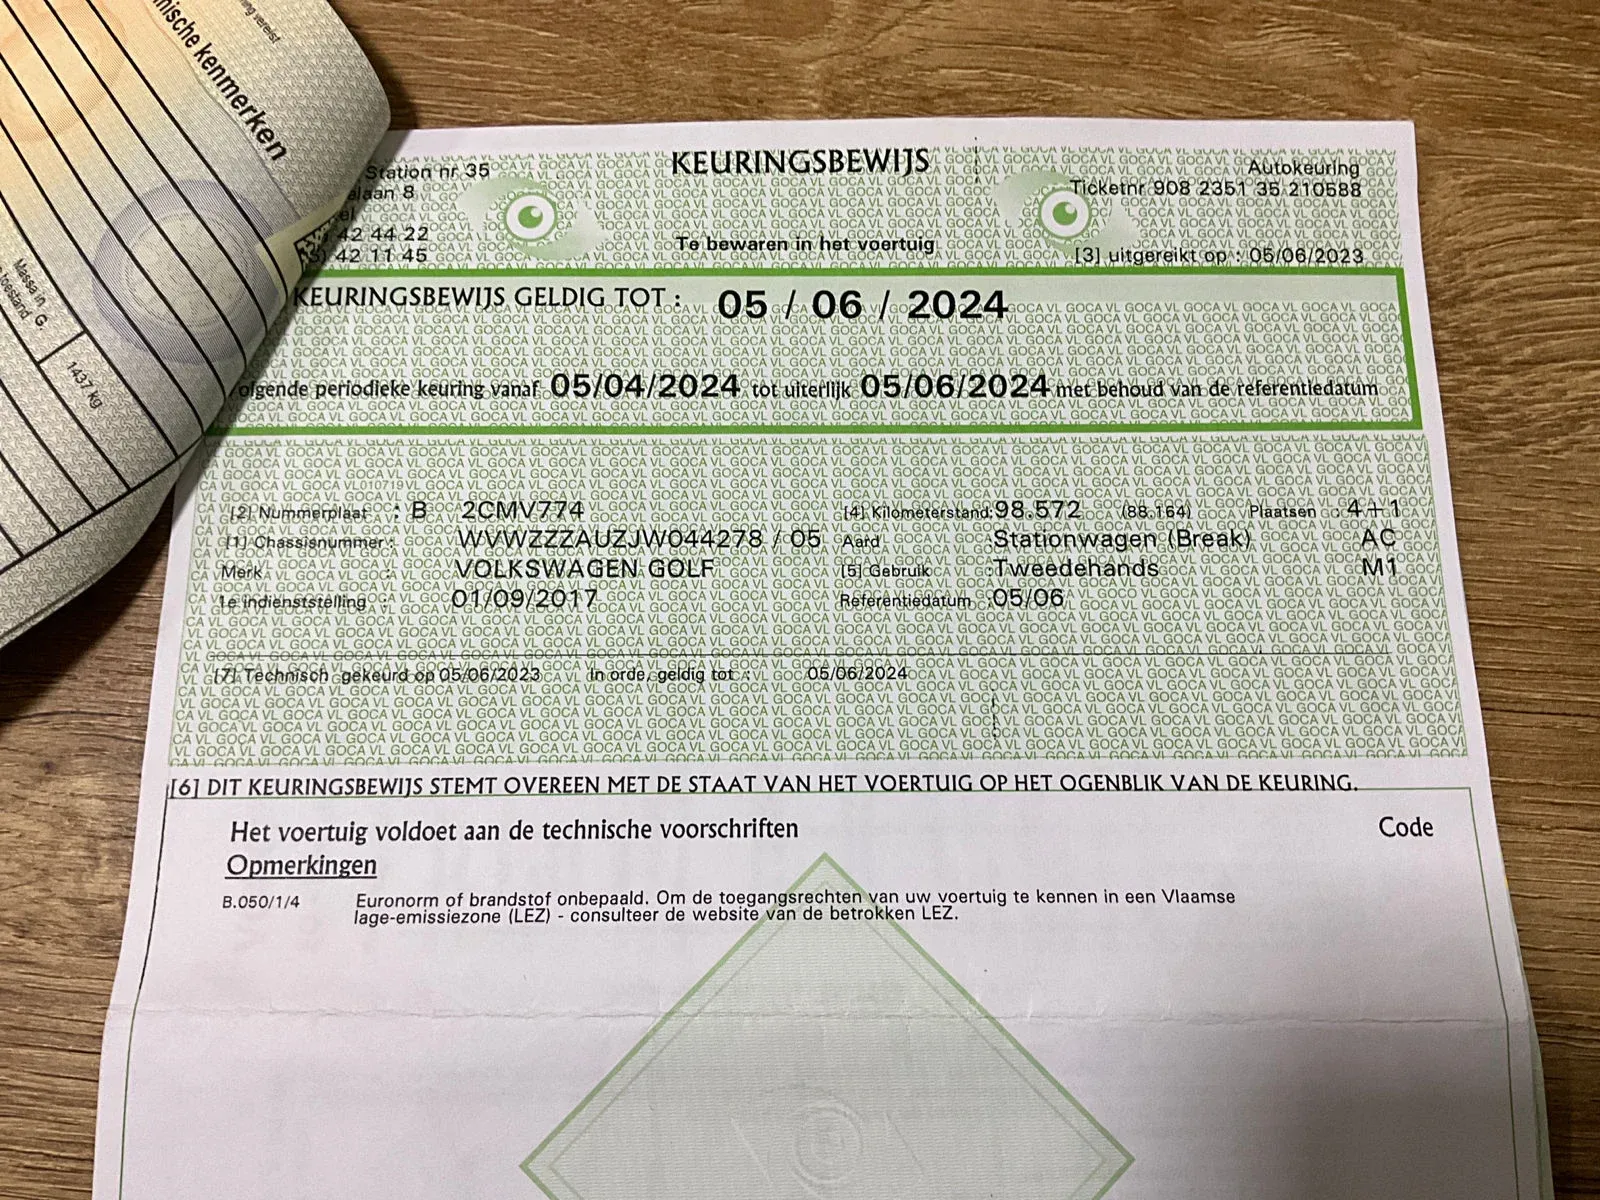 ning vereist
nische kenmerken
Massa in G.
toestand
1437 kg
KEURINGSBEWIJS
Station nr 35
Autokeuring
elaan 8
Ticketnr 908 2351 35 210588
42 44 22
Te bewaren in het voertuig
42 11 45
[3] uitgereikt op : 05/06/2023
KEURINGSBEWIJS GELDIG TOT : 05 / 06 / 2024
olgende periodieke keuring vanaf 05/04/2024 tot uiterlijk 05/06/2024 met behoud van de referentiedatum
[2] Nummerplaat : B 2CMV774 [4] Kilometerstand: 98.572 (88.164) Plaatsen : 4+1
[1] Chassisnummer : WVWZZZAUZJW044278 / 05 Aard :Stationwagen (Break) AC
Merk : VOLKSWAGEN GOLF [5] Gebruik :Tweedehands M1
1e indienststelling : 01/09/2017 Referentiedatum :05/06
[7] Technisch gekeurd op 05/06/2023 In orde, geldig tot : 05/06/2024
[6] DIT KEURINGSBEWIJS STEMT OVEREEN MET DE STAAT VAN HET VOERTUIG OP HET OGENBLIK VAN DE KEURING.
Het voertuig voldoet aan de technische voorschriften Code
Opmerkingen
B.050/1/4 Euronorm of brandstof onbepaald. Om de toegangsrechten van uw voertuig te kennen in een Vlaamse
lage-emissiezone (LEZ) - consulteer de website van de betrokken LEZ.